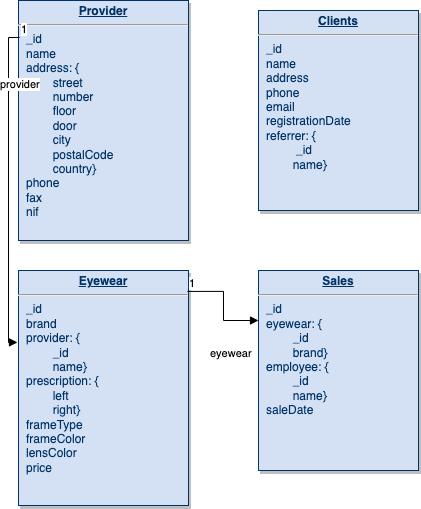 Provider
1
_id
name
address: {
street
number
floor
door
city
postalCode
country}
phone
fax
nif
provider
Clients
_id
name
address
phone
email
registrationDate
referrer: {
_id
name}
Eyewear
_id
brand
provider: {
_id
name}
prescription: {
left
right}
frameType
frameColor
lensColor
price
1
eyewear
Sales
_id
eyewear: {
_id
brand}
employee: {
_id
name}
saleDate